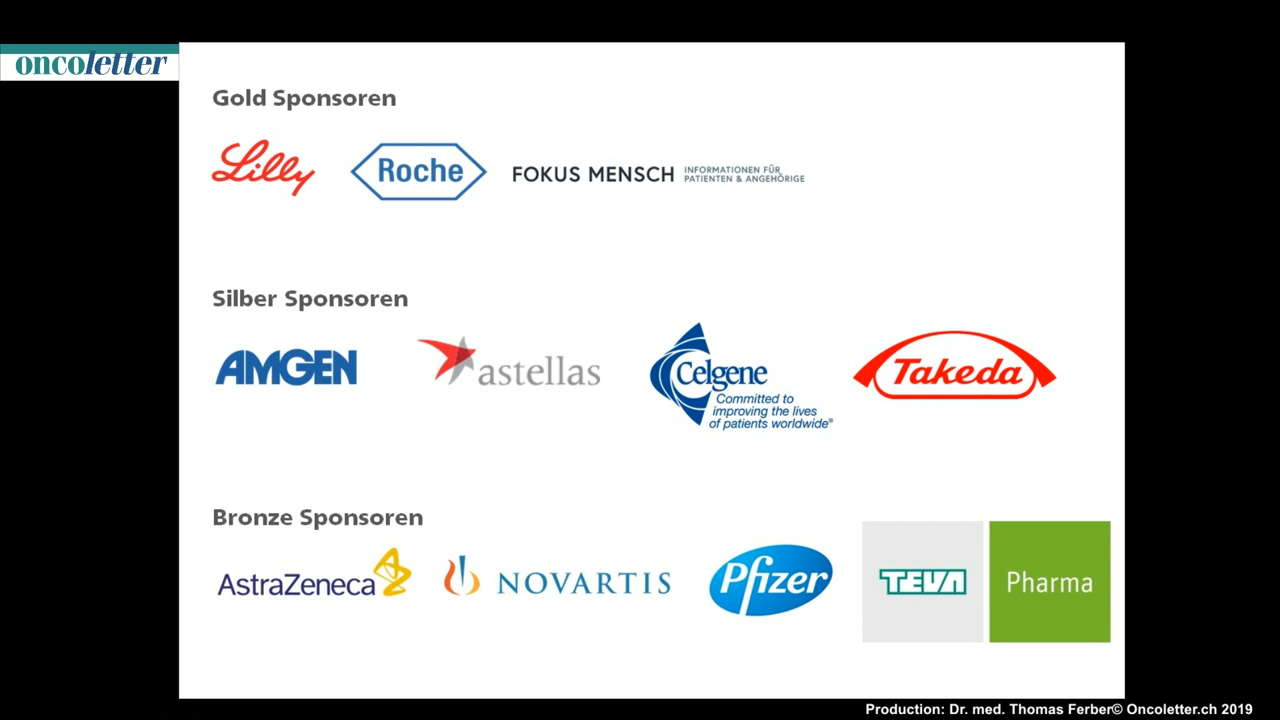 oncoletter
Gold Sponsoren
Lilly
Roche
FOKUS MENSCH
INFORMATIONEN FÜR
PATIENTEN & ANGEHÖRIGE
Silber Sponsoren
AMGEN
astellas
Celgene
Committed to
improving the lives
of patients worldwide®
Takeda
Bronze Sponsoren
AstraZeneca
NOVARTIS
Pfizer
TEVA
Pharma
Production: Dr. med. Thomas Ferber© Oncoletter.ch 2019